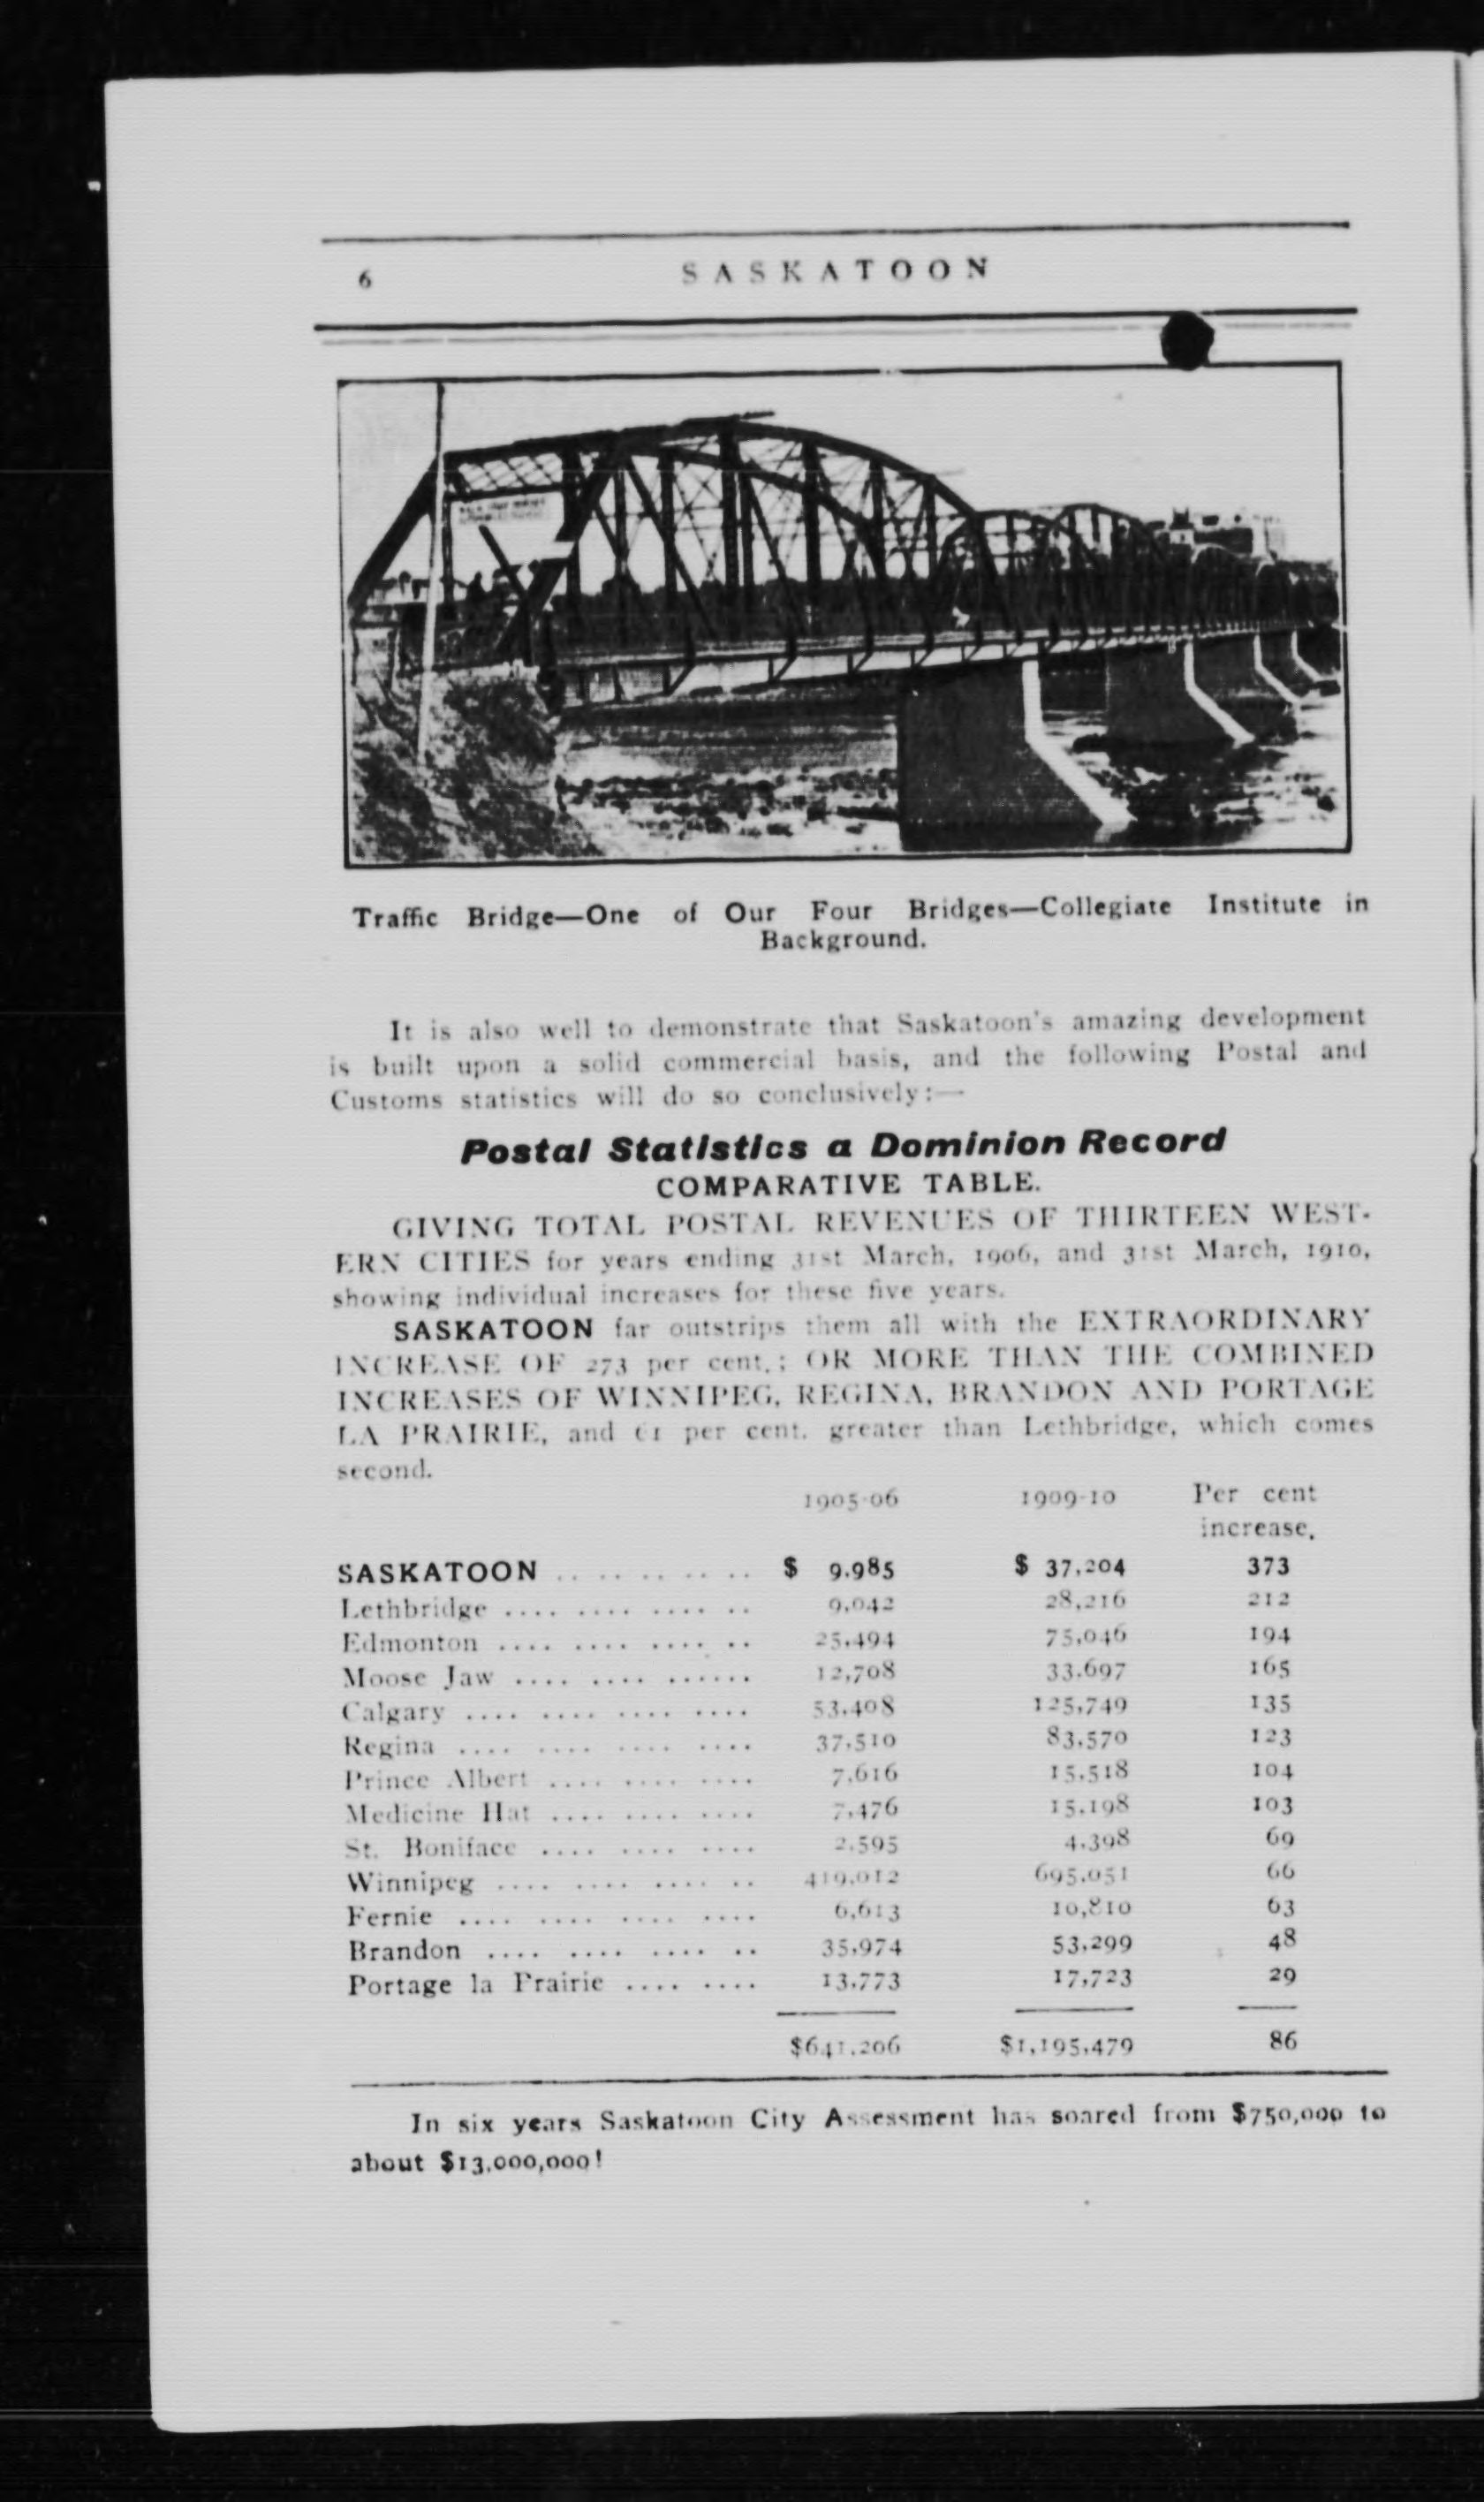 6 SASKATOON
Traffic Bridge—One of Our Four Bridges—Collegiate Institute in
Background.
It is also well to demonstrate that Saskatoon's amazing development
is built upon a solid commercial basis, and the following Postal and
Customs statistics will do so conclusively:—
Postal Statistics a Dominion Record
COMPARATIVE TABLE.
GIVING TOTAL POSTAL REVENUES OF THIRTEEN WEST-
ERN CITIES for years ending 31st March, 1906, and 31st March, 1910,
showing individual increases for these five years.
SASKATOON far outstrips them all with the EXTRAORDINARY
INCREASE OF 273 per cent.; OR MORE THAN THE COMBINED
INCREASES OF WINNIPEG, REGINA, BRANDON AND PORTAGE
LA PRAIRIE, and 61 per cent. greater than Lethbridge, which comes
second.
1905-06 1909-10 Per cent
increase.
SASKATOON .. .. .. .. .. .. $ 9.985 $ 37,204 373
Lethbridge .... .... .... .. 9,042 28,216 212
Edmonton .... .... .... .. 25,494 75,046 194
Moose Jaw .... .... ...... 12,708 33,697 165
Calgary .... .... .... .... 53,408 125,749 135
Regina .... .... .... .... 37,510 83,570 123
Prince Albert .... .... .... 7,616 15,518 104
Medicine Hat .... .... .... 7,476 15,198 103
St. Boniface .... .... .... 2,595 4,398 69
Winnipeg .... .... .... .. 419,012 695,051 66
Fernie .... .... .... .... 6,613 10,810 63
Brandon .... .... .... .. 35,974 53,299 48
Portage la Prairie .... .... 13,773 17,723 29
$641,206 $1,195,479 86
In six years Saskatoon City Assessment has soared from $750,000 to
about $13,000,000!